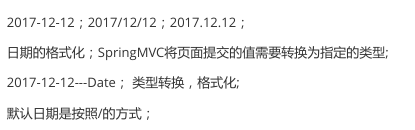 2017-12-12；2017/12/12；2017.12.12；
日期的格式化；SpringMVC将页面提交的值需要转换为指定的类型;
2017-12-12---Date； 类型转换，格式化;
默认日期是按照/的方式；